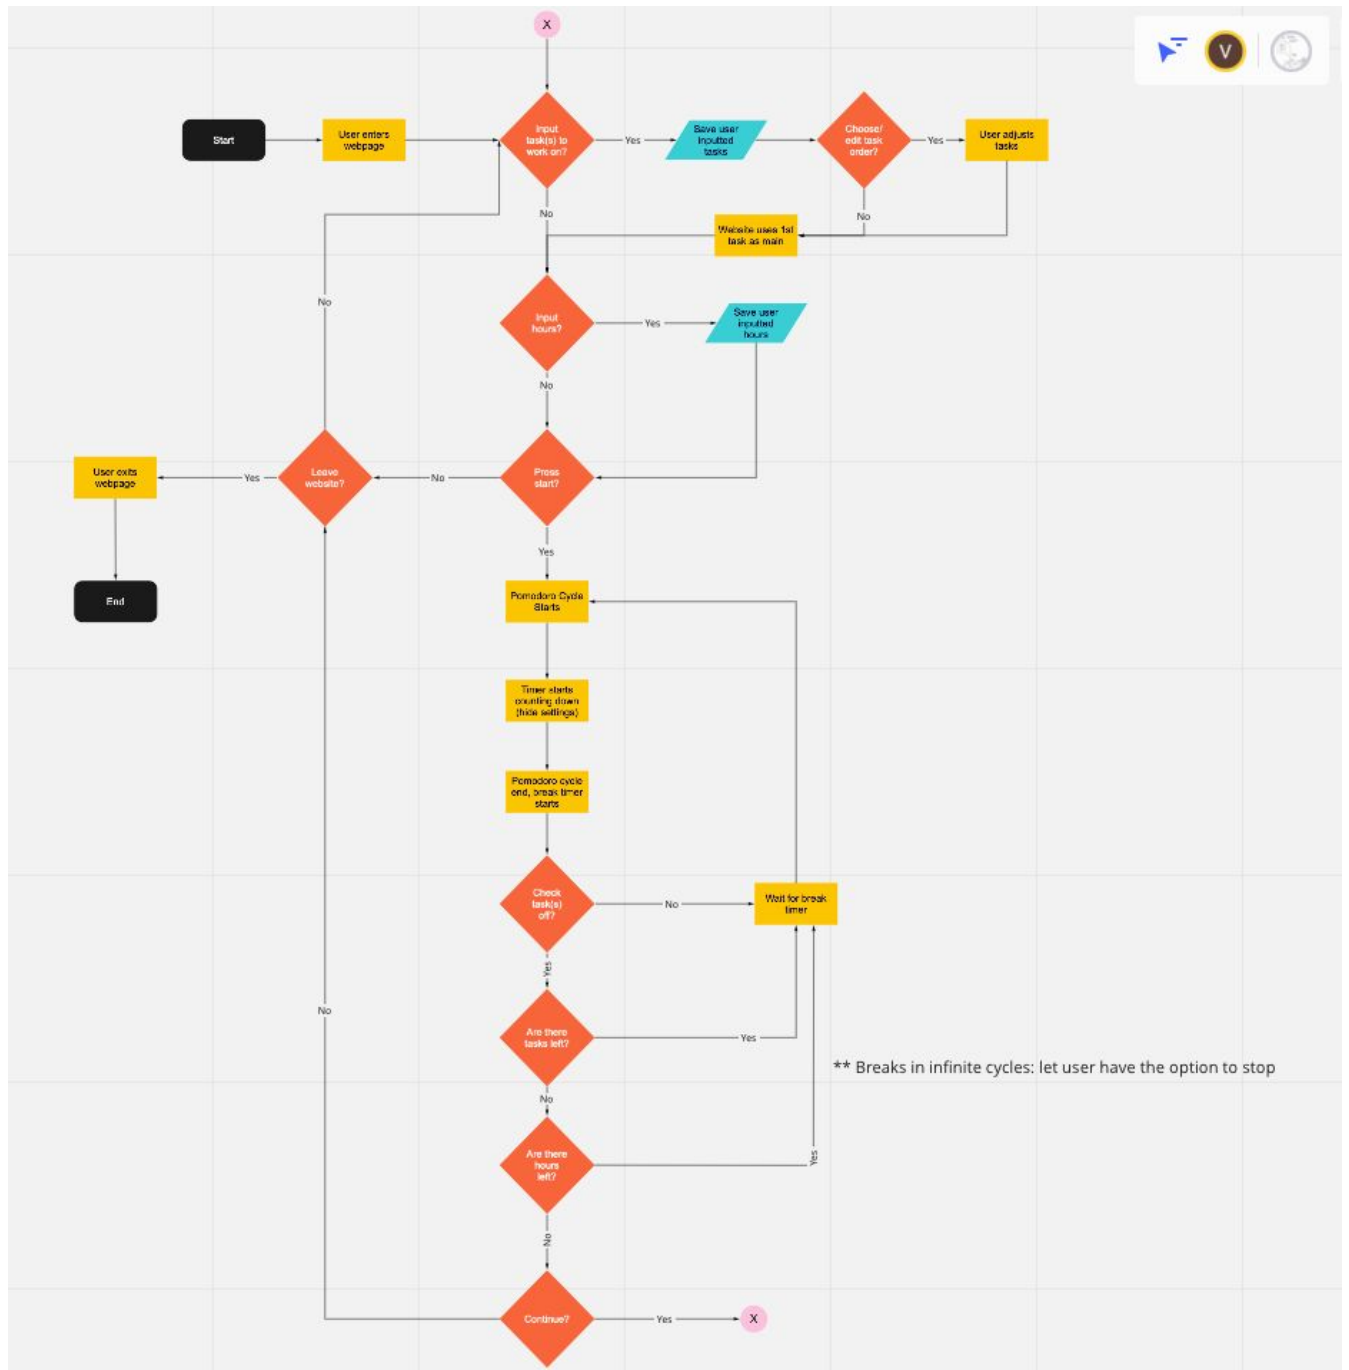 X
V
Start
User enters
webpage
Input
task(s) to
work on?
Yes
Save user
inputted
tasks
Choose/
edit task
order?
Yes
User adjusts
tasks
No
No
Website uses 1st
task as main
No
Input
hours?
Yes
Save user
inputted
hours
No
User exits
webpage
Yes
Leave
website?
No
Press
start?
Yes
End
Pomodoro Cycle
Starts
Timer starts
counting down
(hide settings)
Pomodoro cycle
end, break timer
starts
Check
task(s)
off?
No
Wait for break
timer
Yes
No
Are there
tasks left?
Yes
** Breaks in infinite cycles: let user have the option to stop
No
Are there
hours
left?
Yes
No
Continue?
Yes
X